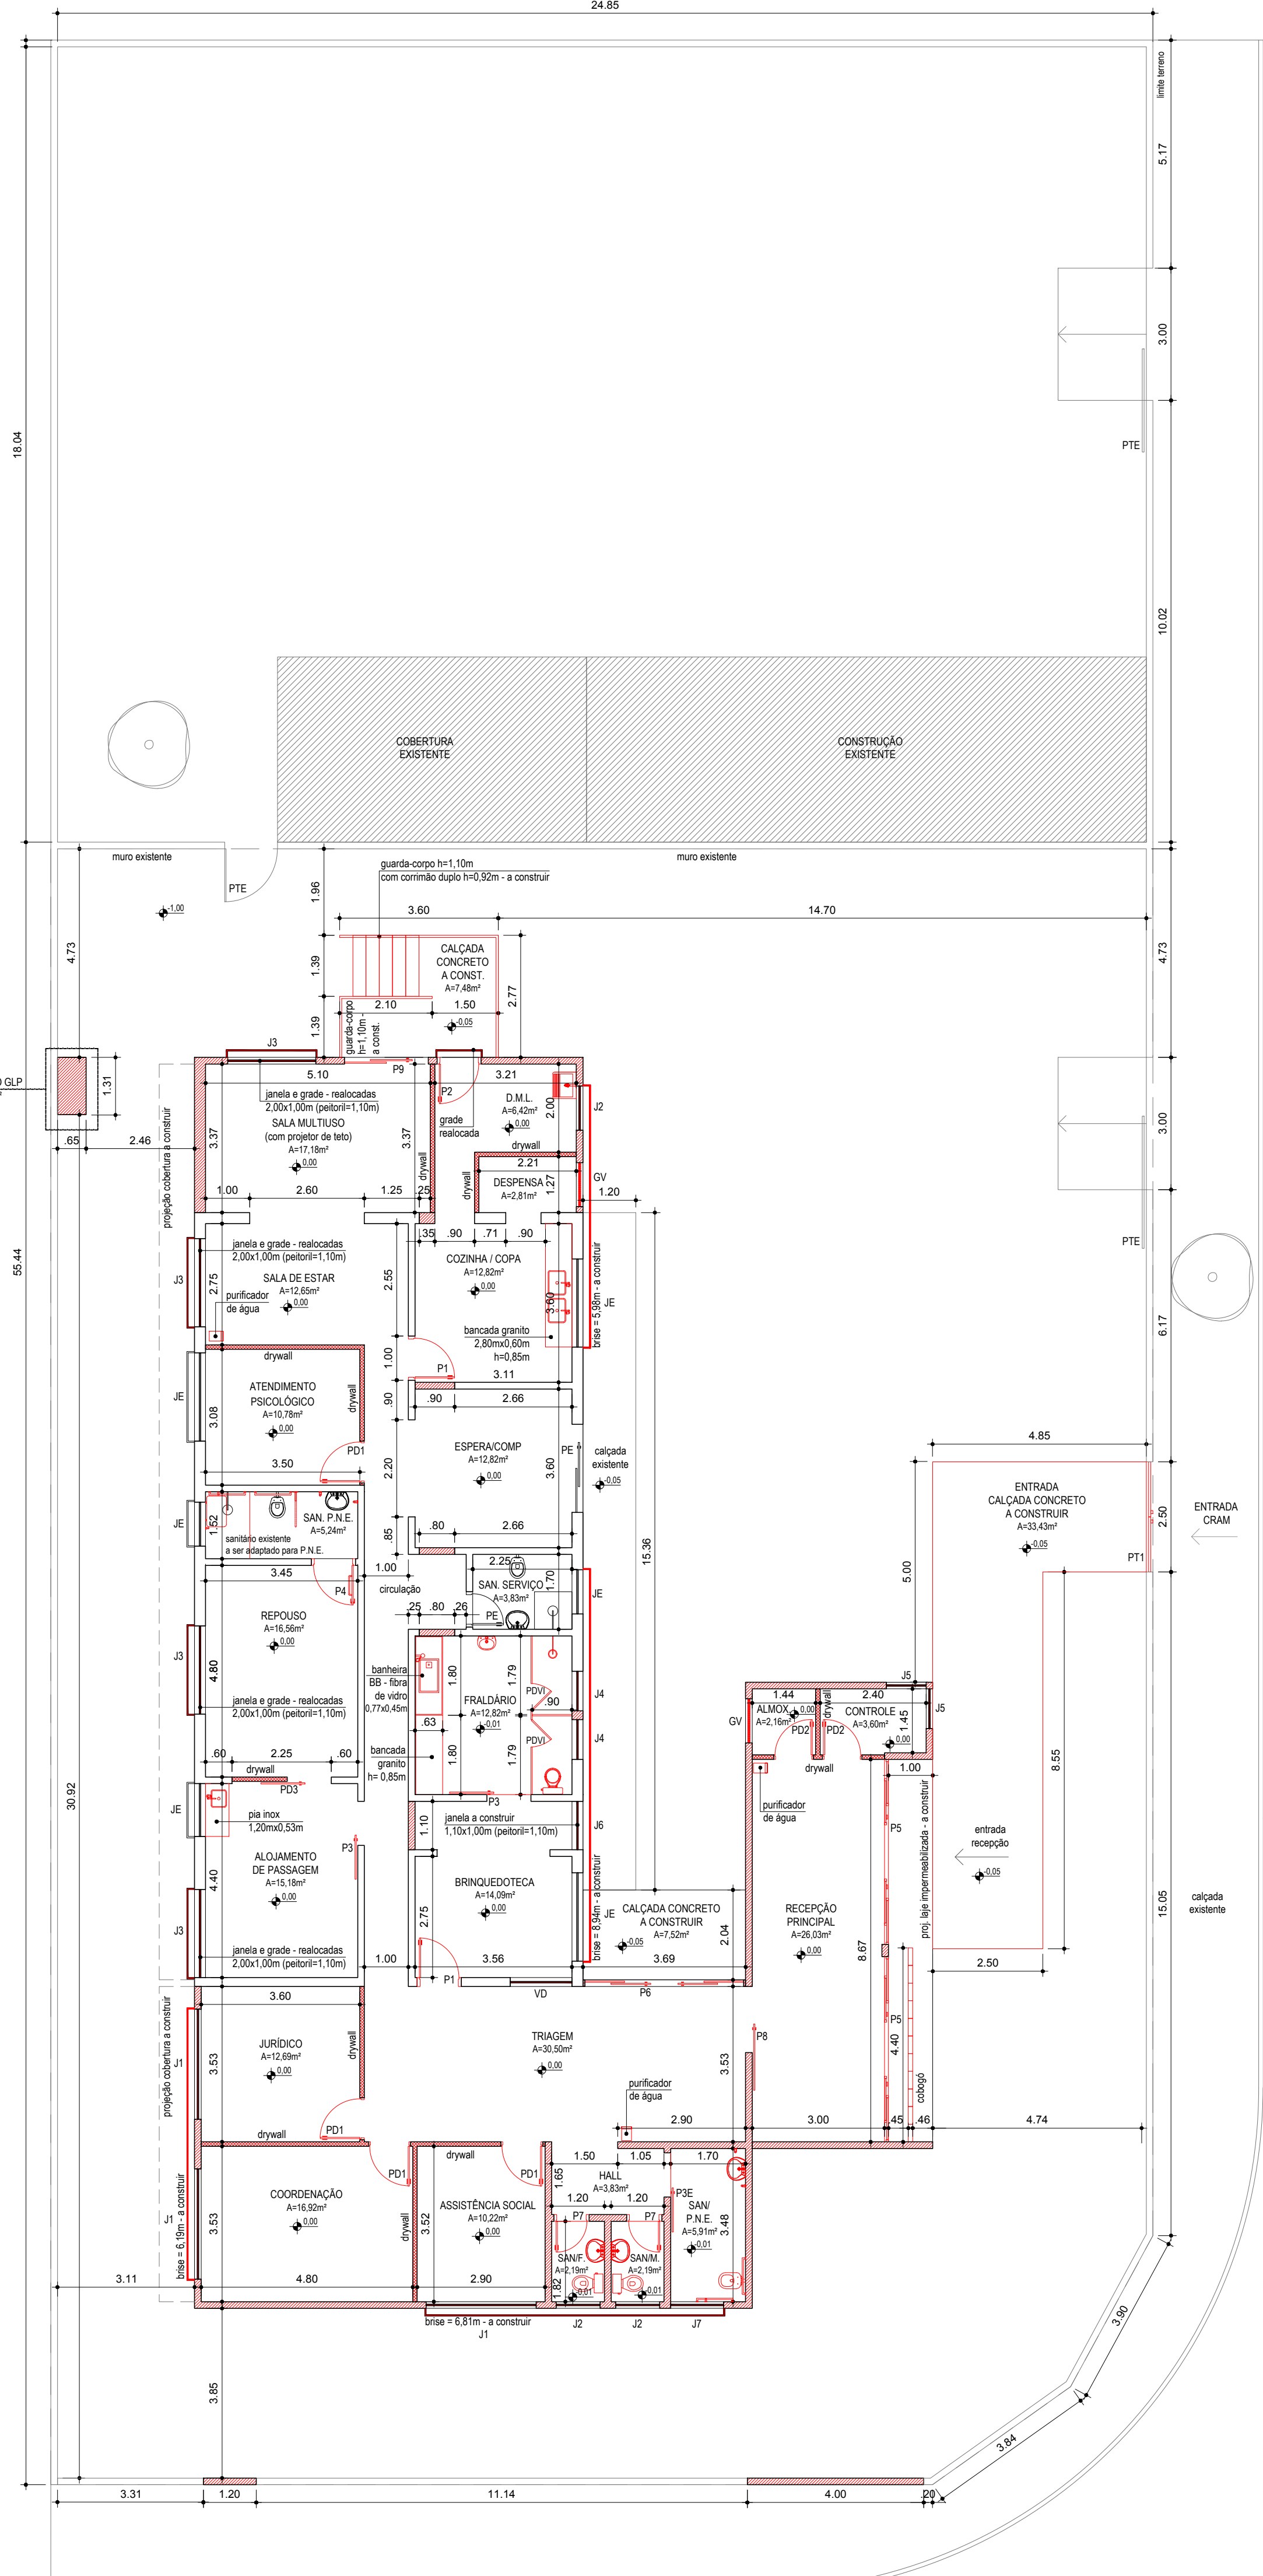 24.85
limite terreno
5.17
3.00
PTE
18.04
10.02
COBERTURA
EXISTENTE
CONSTRUÇÃO
EXISTENTE
muro existente
muro existente
PTE
-1,00
guarda-corpo h=1,10m
com corrimão duplo h=0,92m - a construir
1.96
3.60
14.70
4.73
4.73
1.39
CALÇADA
CONCRETO
A CONST.
A=7,48m²
2.77
2.10
1.50
1.39
guarda-corpo
h=1,10m -
a const.
-0,05
J3
P9
GLP
1.31
.65
2.46
5.10
3.21
P2
janela e grade - realocadas
2,00x1,00m (peitoril=1,10m)
SALA MULTIUSO
(com projetor de teto)
A=17,18m²
0,00
3.37
3.37
D.M.L.
A=6,42m²
0,00
2.00
J2
grade
realocada
drywall
drywall
drywall
2.21
DESPENSA
A=2,81m²
1.27
GV
1.20
3.00
PTE
projeção cobertura a construir
1.00
2.60
1.25
.25
.35
.90
.71
.90
55.44
janela e grade - realocadas
2,00x1,00m (peitoril=1,10m)
J3
2.75
SALA DE ESTAR
A=12,65m²
0,00
purificador
de água
2.55
COZINHA / COPA
A=12,82m²
0,00
3.60
bancada granito
2,80mx0,60m
h=0,85m
JE
brise = 5,98m - a construir
6.17
1.00
P1
3.11
drywall
ATENDIMENTO
PSICOLÓGICO
A=10,78m²
0,00
drywall
JE
3.08
PD1
3.50
.90
.90
2.66
2.20
ESPERA/COMP
A=12,82m²
0,00
3.60
PE
calçada
existente
-0,05
4.85
ENTRADA
CALÇADA CONCRETO
A CONSTRUIR
A=33,43m²
-0,05
2.50
PT1
ENTRADA
CRAM
JE
1.52
SAN. P.N.E.
A=5,24m²
sanitário existente
a ser adaptado para P.N.E.
.85
.80
2.66
15.36
5.00
3.45
P4
1.00
circulação
2.25
SAN. SERVIÇO
A=3,83m²
1.70
PE
JE
.25
.80
.26
REPOUSO
A=16,56m²
0,00
J3
4.80
janela e grade - realocadas
2,00x1,00m (peitoril=1,10m)
banheira
BB - fibra
de vidro
0,77x0,45m
1.80
1.79
FRALDÁRIO
A=12,82m²
-0,01
PDVI
.90
J4
J4
PDVI
.63
1.80
1.79
bancada
granito
h= 0,85m
J5
J5
1.44
2.40
ALMOX.
A=2,16m²
0,00
drywall
CONTROLE
A=3,60m²
0,00
1.45
GV
PD2
PD2
drywall
1.00
8.55
.60
2.25
.60
drywall
PD3
P3
purificador
de água
P5
proj. laje impermeabilizada - a construir
entrada
recepção
-0,05
30.92
JE
pia inox
1,20mx0,53m
janela a construir
1,10x1,00m (peitoril=1,10m)
1.10
J6
P3
ALOJAMENTO
DE PASSAGEM
A=15,18m²
0,00
4.40
BRINQUEDOTECA
A=14,09m²
0,00
2.75
JE
brise = 8,94m - a construir
CALÇADA CONCRETO
A CONSTRUIR
A=7,52m²
-0,05
2.04
RECEPÇÃO
PRINCIPAL
A=26,03m²
0,00
8.67
15.05
calçada
existente
J3
janela e grade - realocadas
2,00x1,00m (peitoril=1,10m)
1.00
3.56
3.69
2.50
P1
VD
P6
projeção cobertura a construir
3.60
JURÍDICO
A=12,69m²
0,00
drywall
J1
3.53
TRIAGEM
A=30,50m²
0,00
3.53
P8
P5
4.40
cobogó
purificador
de água
PD1
drywall
2.90
3.00
.45
.46
4.74
drywall
PD1
PD1
1.50
1.05
1.70
COORDENAÇÃO
A=16,92m²
0,00
3.53
drywall
ASSISTÊNCIA SOCIAL
A=10,22m²
0,00
3.52
1.65
HALL
A=3,83m²
1.20
1.20
P3E
SAN/
P.N.E.
A=5,91m²
-0,01
3.48
J1
brise = 6,19m - a construir
P7
P7
SAN/F.
A=2,19m²
-0,01
SAN/M.
A=2,19m²
-0,01
1.82
3.11
4.80
2.90
brise = 6,81m - a construir
J1
J2
J2
J7
3.90
3.85
3.84
3.31
1.20
11.14
4.00
.20